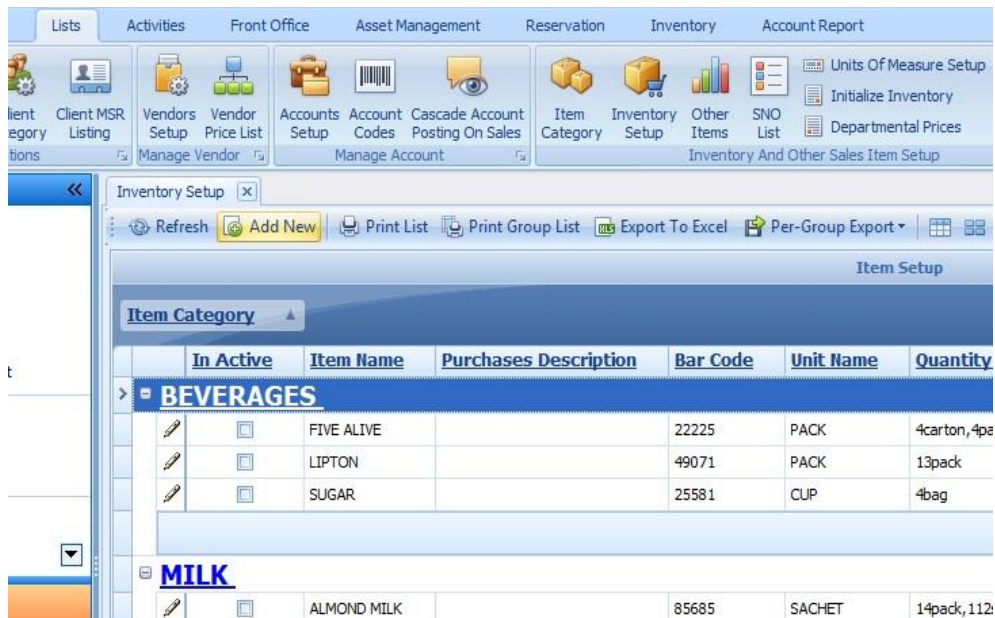 Lists Activities Front Office Asset Management Reservation Inventory Account Report
Client MSR Listing
Vendors Setup Vendor Price List
Accounts Setup Account Codes Cascade Account Posting On Sales
Item Category Inventory Setup Other Items SNO List
Units Of Measure Setup
Initialize Inventory
Departmental Prices
Manage Vendor Manage Account Inventory And Other Sales Item Setup
Inventory Setup
Refresh Add New Print List Print Group List Export To Excel Per-Group Export
Item Setup
Item Category
In Active Item Name Purchases Description Bar Code Unit Name Quantity
BEVERAGES
FIVE ALIVE 22225 PACK 4carton,4pa
LIPTON 49071 PACK 13pack
SUGAR 25581 CUP 4bag
MILK
ALMOND MILK 85685 SACHET 14pack,112